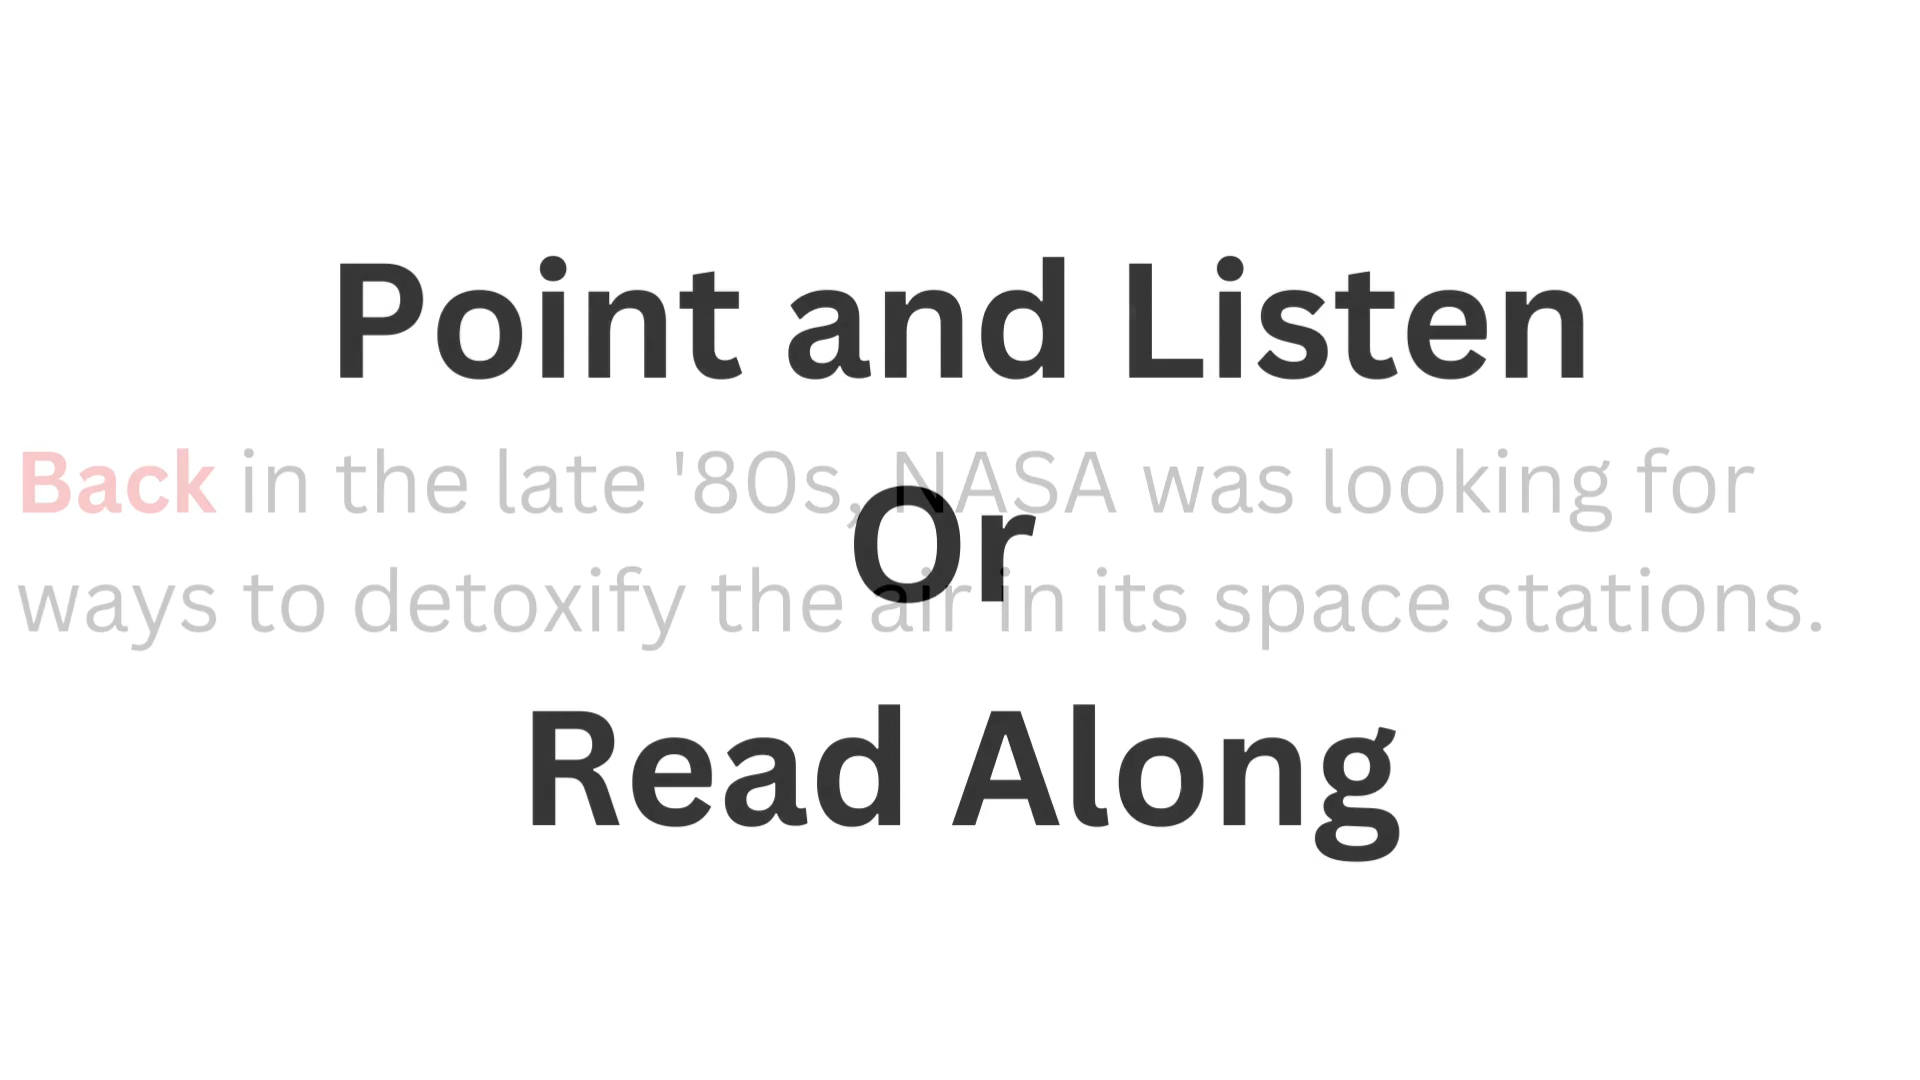 Point and Listen
Back in the late '80s, NASA was looking for
Or
ways to detoxify the air in its space stations.
Read Along